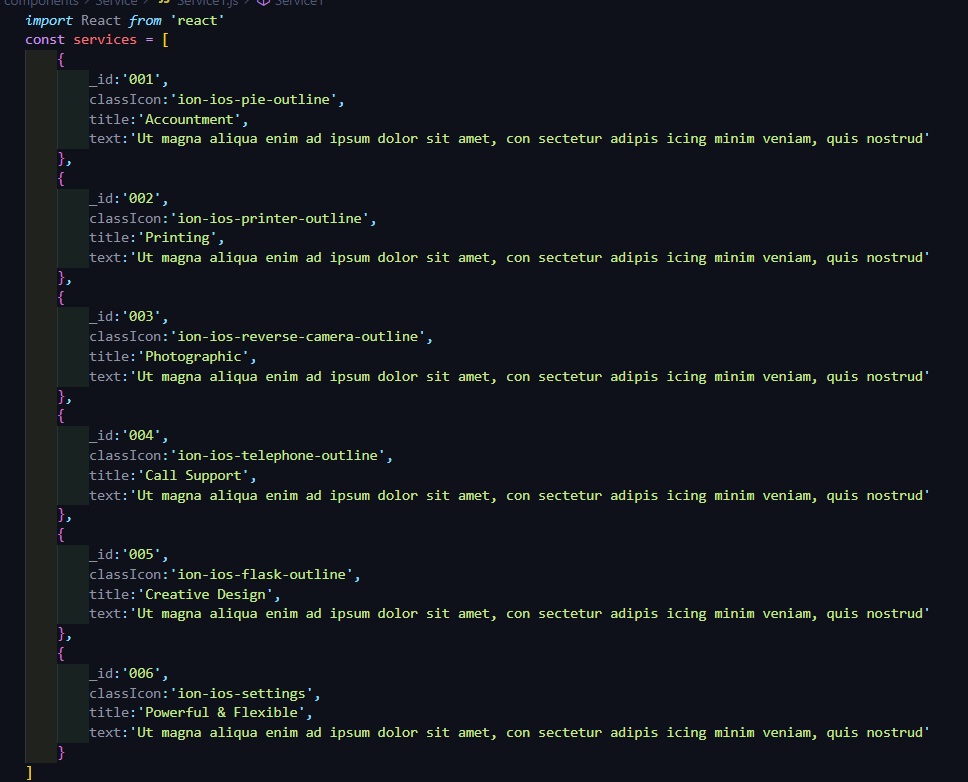 components > Service > JS Service1.js > Service1
import React from 'react'
const services = [
    {
        _id:'001',
        classIcon:'ion-ios-pie-outline',
        title:'Accountment',
        text:'Ut magna aliqua enim ad ipsum dolor sit amet, con sectetur adipis icing minim veniam, quis nostrud'
    },
    {
        _id:'002',
        classIcon:'ion-ios-printer-outline',
        title:'Printing',
        text:'Ut magna aliqua enim ad ipsum dolor sit amet, con sectetur adipis icing minim veniam, quis nostrud'
    },
    {
        _id:'003',
        classIcon:'ion-ios-reverse-camera-outline',
        title:'Photographic',
        text:'Ut magna aliqua enim ad ipsum dolor sit amet, con sectetur adipis icing minim veniam, quis nostrud'
    },
    {
        _id:'004',
        classIcon:'ion-ios-telephone-outline',
        title:'Call Support',
        text:'Ut magna aliqua enim ad ipsum dolor sit amet, con sectetur adipis icing minim veniam, quis nostrud'
    },
    {
        _id:'005',
        classIcon:'ion-ios-flask-outline',
        title:'Creative Design',
        text:'Ut magna aliqua enim ad ipsum dolor sit amet, con sectetur adipis icing minim veniam, quis nostrud'
    },
    {
        _id:'006',
        classIcon:'ion-ios-settings',
        title:'Powerful & Flexible',
        text:'Ut magna aliqua enim ad ipsum dolor sit amet, con sectetur adipis icing minim veniam, quis nostrud'
    }
]